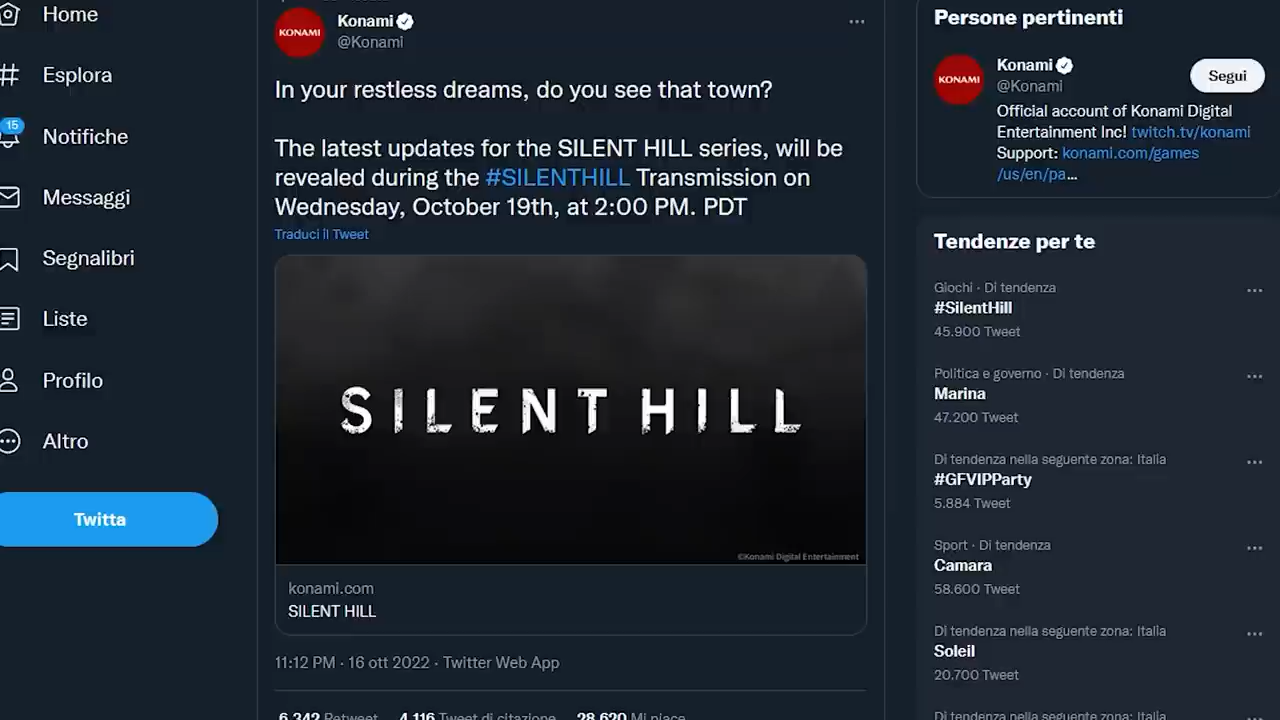 Home
Esplora
15
Notifiche
Messaggi
Segnalibri
Liste
Profilo
Altro
Twitta
KONAMI
Konami
@Konami
In your restless dreams, do you see that town?
The latest updates for the SILENT HILL series, will be
revealed during the #SILENTHILL Transmission on
Wednesday, October 19th, at 2:00 PM. PDT
Traduci il Tweet
SILENT HILL
©Konami Digital Entertainment
konami.com
SILENT HILL
11:12 PM · 16 ott 2022 · Twitter Web App
6.342 Retweet 4.116 Tweet di citazione 28.620 Mi piace
Persone pertinenti
KONAMI
Konami
@Konami
Segui
Official account of Konami Digital
Entertainment Inc! twitch.tv/konami
Support: konami.com/games
/us/en/pa...
Tendenze per te
Giochi · Di tendenza
#SilentHill
45.900 Tweet
Politica e governo · Di tendenza
Marina
47.200 Tweet
Di tendenza nella seguente zona: Italia
#GFVIPParty
5.884 Tweet
Sport · Di tendenza
Camara
58.600 Tweet
Di tendenza nella seguente zona: Italia
Soleil
20.700 Tweet
Di tendenza nella seguente zona: Italia